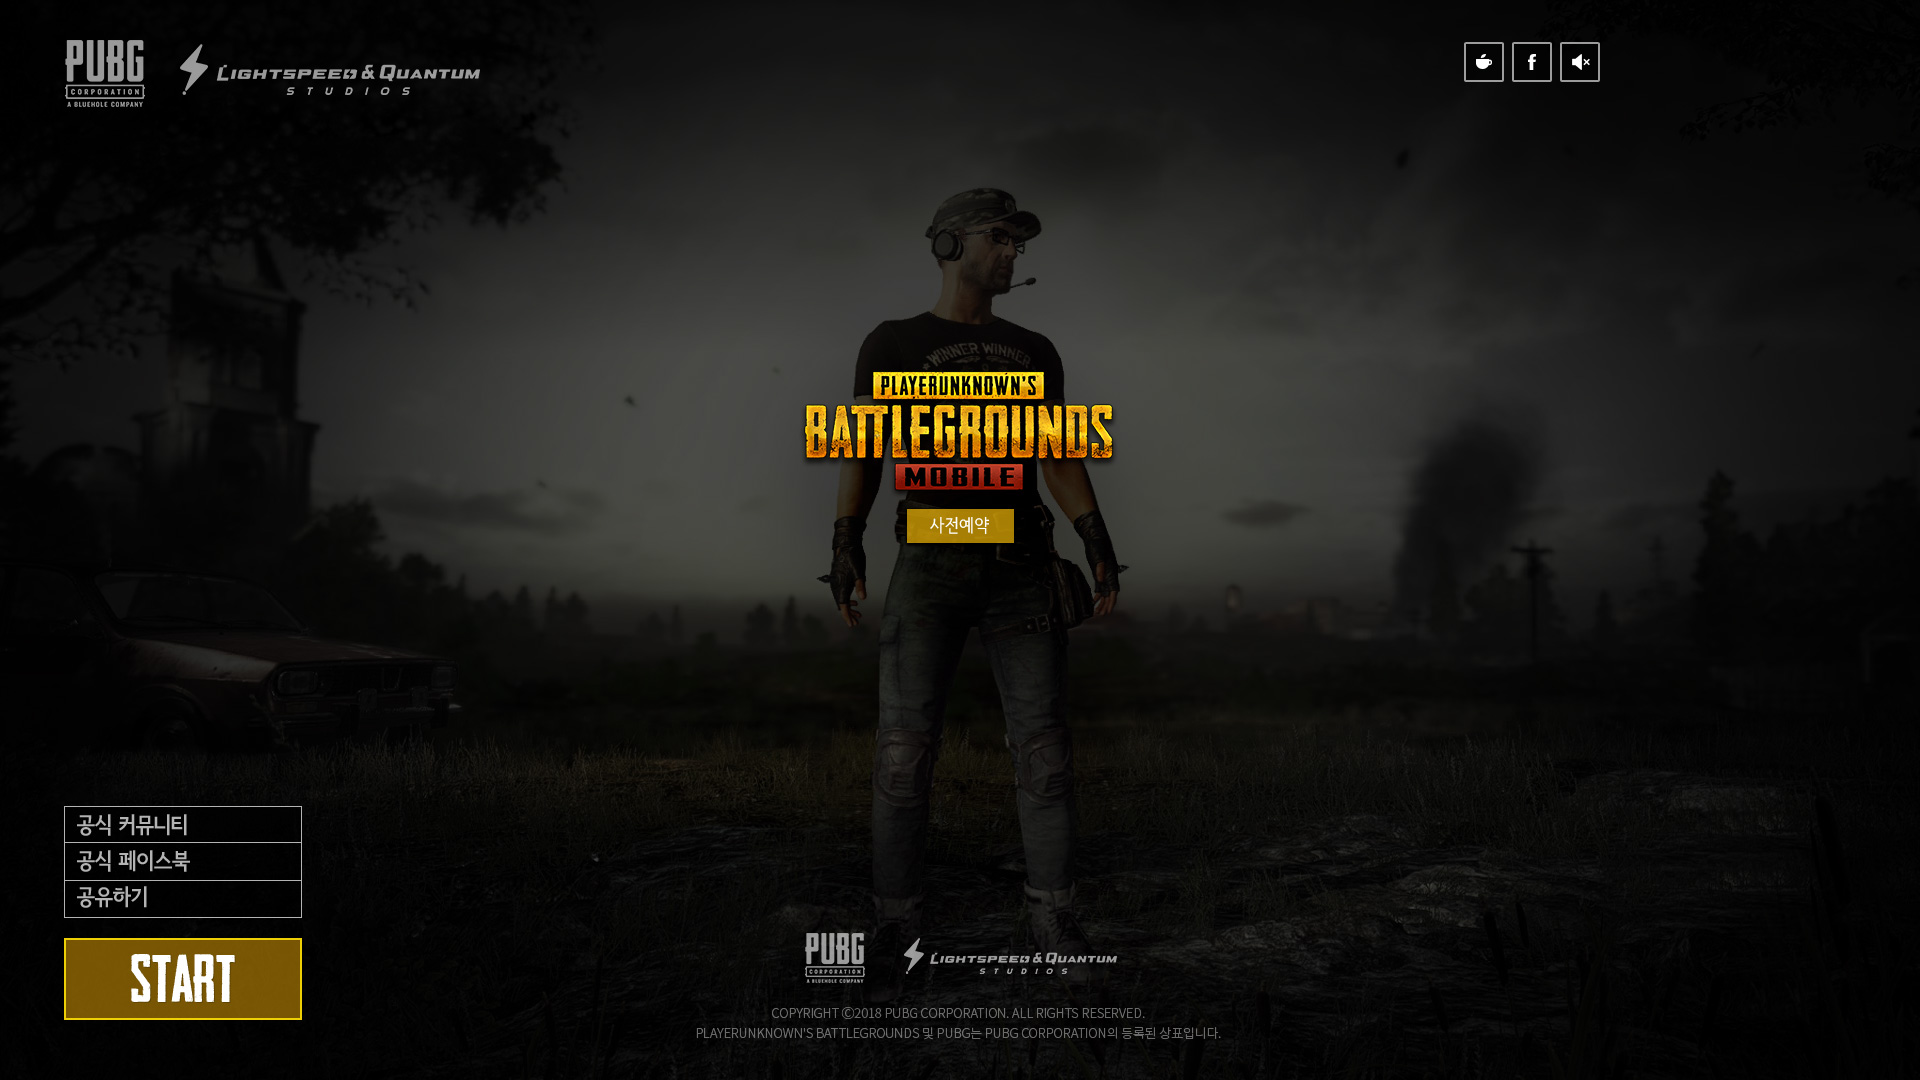 PUBG
CORPORATION
A BLUEHOLE COMPANY
LIGHTSPEED & QUANTUM
STUDIOS
WINNER WINNER
PLAYERUNKNOWN'S
BATTLEGROUNDS
MOBILE
사전예약
공식 커뮤니티
공식 페이스북
공유하기
START
PUBG
CORPORATION
A BLUEHOLE COMPANY
LIGHTSPEED & QUANTUM
STUDIOS
COPYRIGHT ⓒ2018 PUBG CORPORATION. ALL RIGHTS RESERVED.
PLAYERUNKNOWN'S BATTLEGROUNDS 및 PUBG는 PUBG CORPORATION의 등록된 상표입니다.